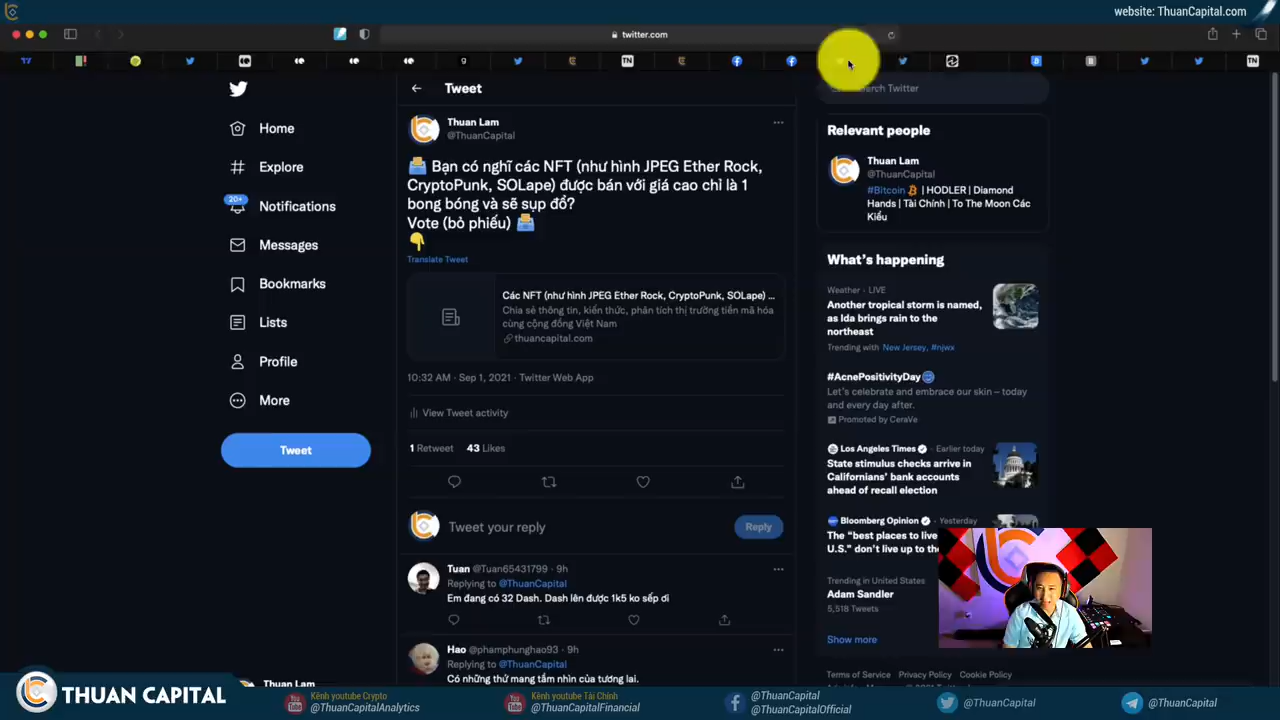 website: ThuanCapital.com
twitter.com
Tweet
Search Twitter
Home
Explore
20+
Notifications
Messages
Bookmarks
Lists
Profile
More
Tweet
Thuan Lam
@ThuanCapital
Bạn có nghĩ các NFT (như hình JPEG Ether Rock,
CryptoPunk, SOLape) được bán với giá cao chỉ là 1
bong bóng và sẽ sụp đổ?
Vote (bỏ phiếu)
Translate Tweet
Các NFT (như hình JPEG Ether Rock, CryptoPunk, SOLape) ...
Chia sẻ thông tin, kiến thức, phân tích thị trường tiền mã hóa
cùng cộng đồng Việt Nam
thuancapital.com
10:32 AM · Sep 1, 2021 · Twitter Web App
View Tweet activity
1 Retweet 43 Likes
Tweet your reply
Reply
Tuan @Tuan65431799 · 9h
Replying to @ThuanCapital
Em đang có 32 Dash. Dash lên được 1k5 ko sếp di
Hao @phamphunghao93 · 9h
Replying to @ThuanCapital
Có những thứ mang tầm nhìn của tương lai.
Relevant people
Thuan Lam
@ThuanCapital
#Bitcoin | HODLER | Diamond
Hands | Tài Chính | To The Moon Các
Kiểu
What's happening
Weather · LIVE
Another tropical storm is named,
as Ida brings rain to the
northeast
Trending with New Jersey, #njwx
#AcnePositivityDay
Let's celebrate and embrace our skin – today
and every day after.
Promoted by CeraVe
Los Angeles Times · Earlier today
State stimulus checks arrive in
Californians' bank accounts
ahead of recall election
Bloomberg Opinion · Yesterday
The "best places to live
U.S." don't live up to the
Trending in United States
Adam Sandler
5,518 Tweets
Show more
Terms of Service Privacy Policy Cookie Policy
Thuan Lam
THUAN CAPITAL
Kênh youtube Crypto
@ThuanCapitalAnalytics
Kênh youtube Tài Chính
@ThuanCapitalFinancial
@ThuanCapital
@ThuanCapitalOfficial
@ThuanCapital
@ThuanCapital